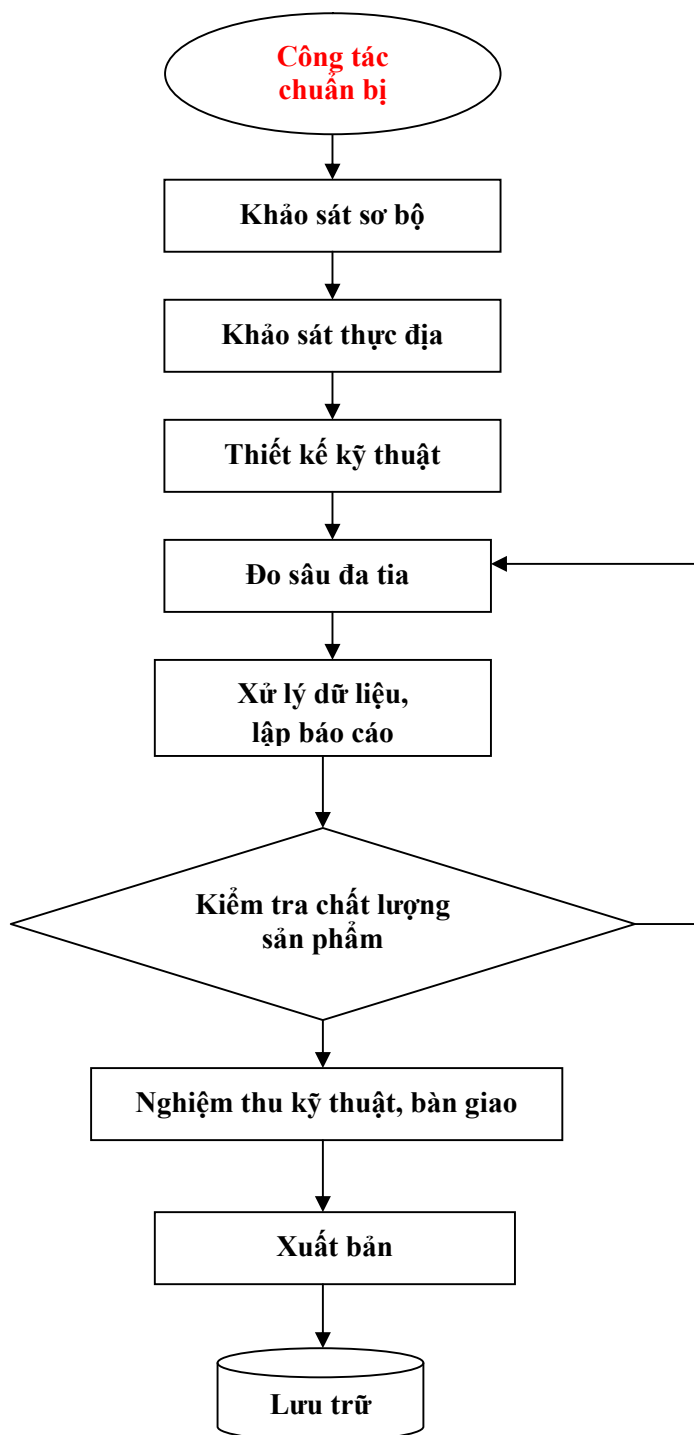 Công tác
chuẩn bị
Khảo sát sơ bộ
Khảo sát thực địa
Thiết kế kỹ thuật
Đo sâu đa tia
Xử lý dữ liệu,
lập báo cáo
Kiểm tra chất lượng
sản phẩm
Nghiệm thu kỹ thuật, bàn giao
Xuất bản
Lưu trữ